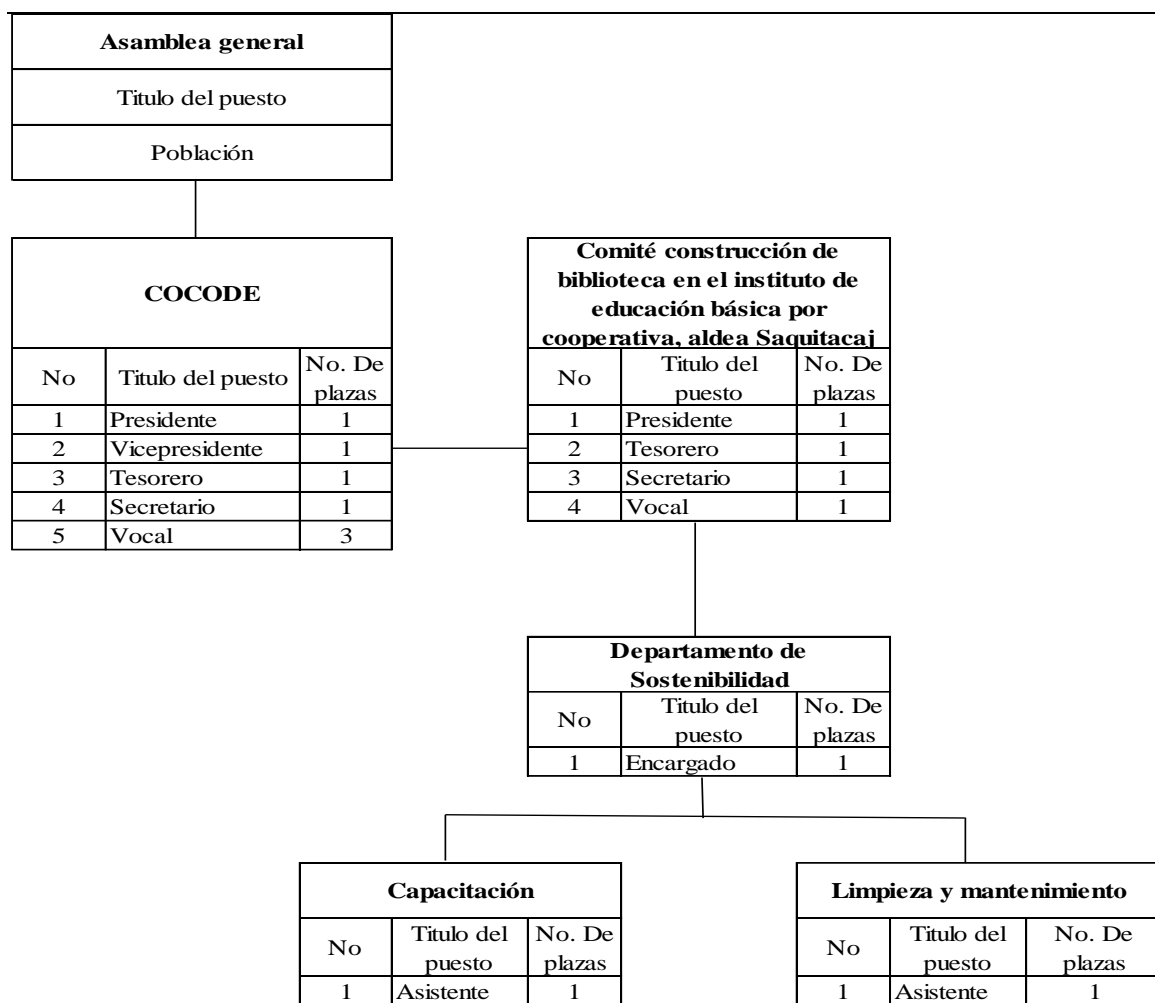 Asamblea general
Titulo del puesto
Población
COCODE
No Titulo del puesto No. De plazas
1 Presidente 1
2 Vicepresidente 1
3 Tesorero 1
4 Secretario 1
5 Vocal 3
Comité construcción de
biblioteca en el instituto de
educación básica por
cooperativa, aldea Saquitacaj
No Titulo del puesto No. De plazas
1 Presidente 1
2 Tesorero 1
3 Secretario 1
4 Vocal 1
Departamento de
Sostenibilidad
No Titulo del puesto No. De plazas
1 Encargado 1
Capacitación
No Titulo del puesto No. De plazas
1 Asistente 1
Limpieza y mantenimiento
No Titulo del puesto No. De plazas
1 Asistente 1